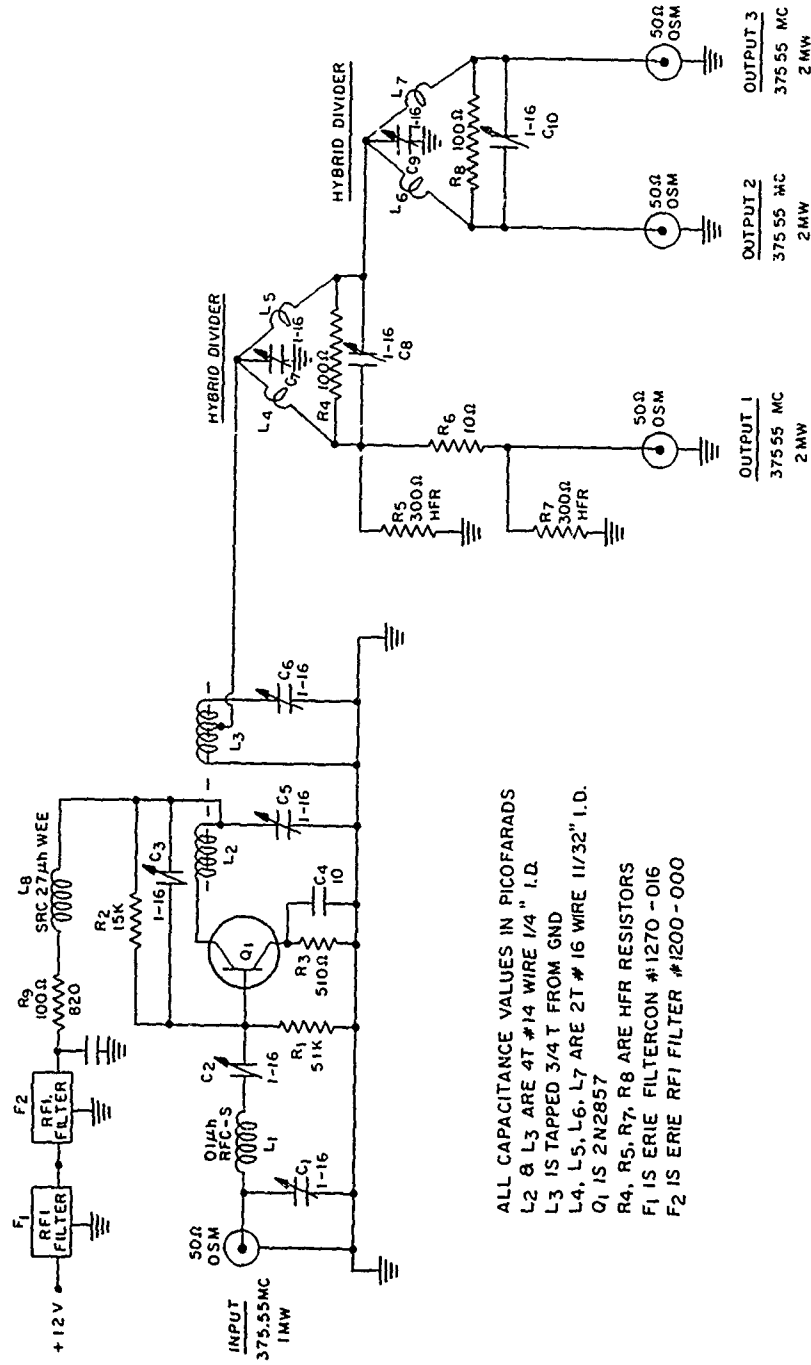 +12V
F1
RFI
FILTER
F2
RFI
FILTER
R9
100Ω
820
L8
SRC 27μh WEE
R2
15K
C3
1-16
INPUT
375.55MC
1MW
50Ω
OSM
C1
1-16
01μh
RFC-S
L1
C2
1-16
R1
51K
Q1
R3
510Ω
C4
10
L2
C5
1-16
L3
C6
1-16
HYBRID DIVIDER
L4
L5
C7
1-16
R4
100Ω
1-16
C8
R5
300Ω
HFR
R6
10Ω
R7
300Ω
HFR
50Ω
OSM
OUTPUT 1
375 55 MC
2 MW
HYBRID DIVIDER
L6
L7
C9
1-16
R8
100Ω
1-16
C10
50Ω
OSM
OUTPUT 2
375 55 MC
2MW
50Ω
OSM
OUTPUT 3
375 55 MC
2 MW
ALL CAPACITANCE VALUES IN PICOFARADS
L2 & L3 ARE 4T #14 WIRE 1/4" I.D.
L3 IS TAPPED 3/4 T FROM GND
L4, L5, L6, L7 ARE 2T # 16 WIRE 11/32" I.D.
Q1 IS 2N2857
R4, R5, R7, R8 ARE HFR RESISTORS
F1 IS ERIE FILTERCON #1270-016
F2 IS ERIE RFI FILTER #1200-000